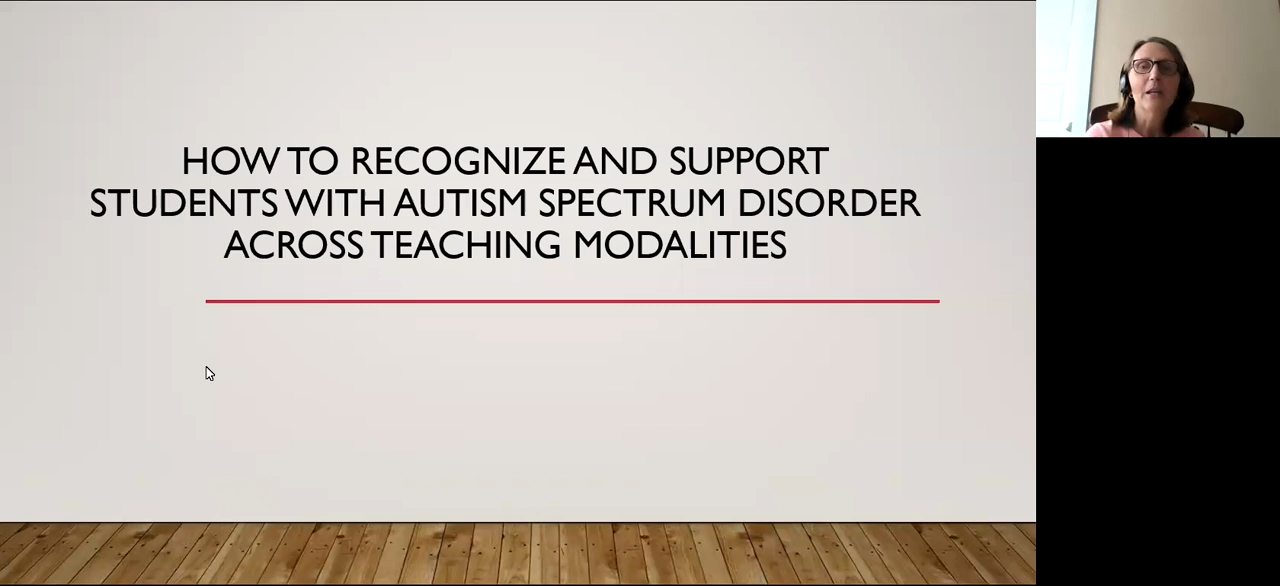 HOW TO RECOGNIZE AND SUPPORT
STUDENTS WITH AUTISM SPECTRUM DISORDER
ACROSS TEACHING MODALITIES